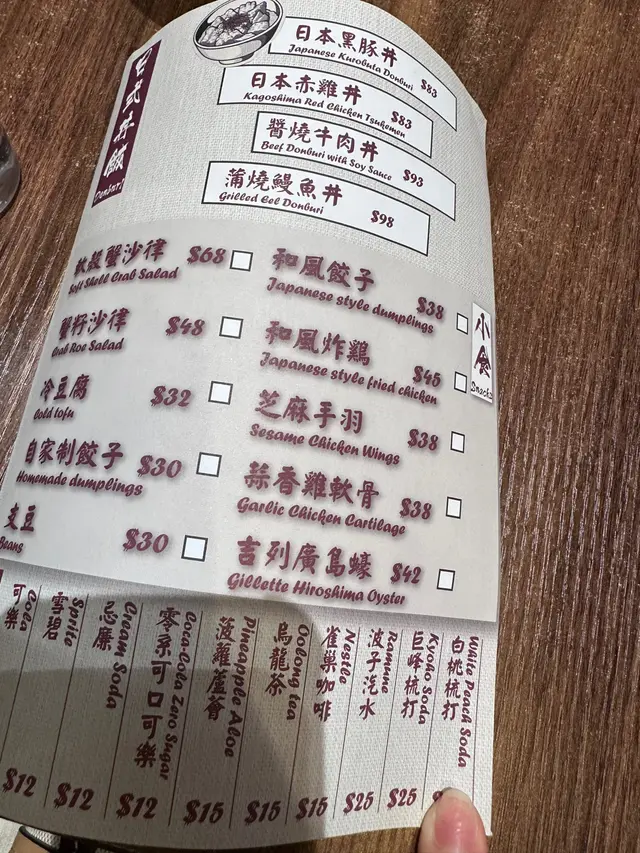 日式丼飯
Donburi
日本黑豚丼
Japanese Kurobuta Donburi $83
日本赤雞丼
Kagoshima Red Chicken Tsukemen $83
醬燒牛肉丼
Beef Donburi with Soy Sauce $93
蒲燒鰻魚丼
Grilled Eel Donburi $98
小食
Snacks
軟殼蟹沙律 $68
Soft Shell Crab Salad
蟹籽沙律 $48
Crab Roe Salad
冷豆腐 $32
Cold tofu
自家制餃子 $30
Homemade dumplings
支豆 $30
Beans
和風餃子 $38
Japanese style dumplings
和風炸鷄 $45
Japanese style fried chicken
芝麻手羽 $38
Sesame Chicken Wings
蒜香雞軟骨 $38
Garlic Chicken Cartilage
吉列廣島蠔 $42
Gillette Hiroshima Oyster
White Peach Soda
白桃梳打
Kyoho Soda
巨峰梳打
Ramune
波子汽水
Nestle
雀巢咖啡
Oolong tea
烏龍茶
Pineapple Aloe
菠蘿蘆薈
Coca-Cola Zero Sugar
零系可口可樂
Cream Soda
忌廉
Sprite
雪碧
Cola
可樂
$12 $12 $12 $15 $15 $15 $25 $25